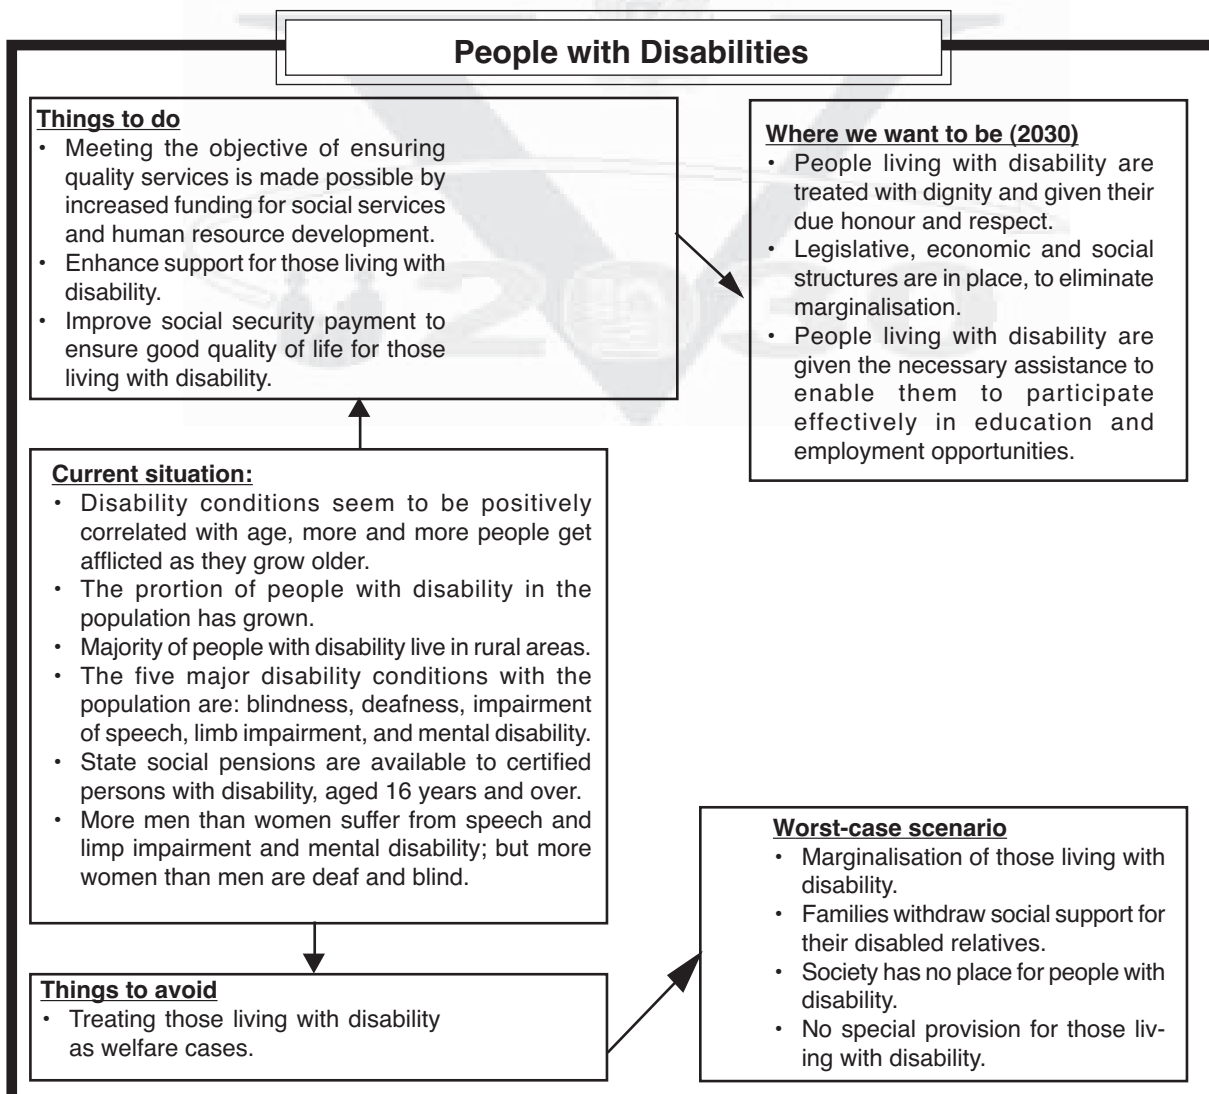 People with Disabilities
Things to do
• Meeting the objective of ensuring
quality services is made possible by
increased funding for social services
and human resource development.
• Enhance support for those living with
disability.
• Improve social security payment to
ensure good quality of life for those
living with disability.
Where we want to be (2030)
• People living with disability are
treated with dignity and given their
due honour and respect.
• Legislative, economic and social
structures are in place, to eliminate
marginalisation.
• People living with disability are
given the necessary assistance to
enable them to participate
effectively in education and
employment opportunities.
Current situation:
• Disability conditions seem to be positively
correlated with age, more and more people get
afflicted as they grow older.
• The prortion of people with disability in the
population has grown.
• Majority of people with disability live in rural areas.
• The five major disability conditions with the
population are: blindness, deafness, impairment
of speech, limb impairment, and mental disability.
• State social pensions are available to certified
persons with disability, aged 16 years and over.
• More men than women suffer from speech and
limp impairment and mental disability; but more
women than men are deaf and blind.
Things to avoid
• Treating those living with disability
as welfare cases.
Worst-case scenario
• Marginalisation of those living with
disability.
• Families withdraw social support for
their disabled relatives.
• Society has no place for people with
disability.
• No special provision for those liv-
ing with disability.
2030